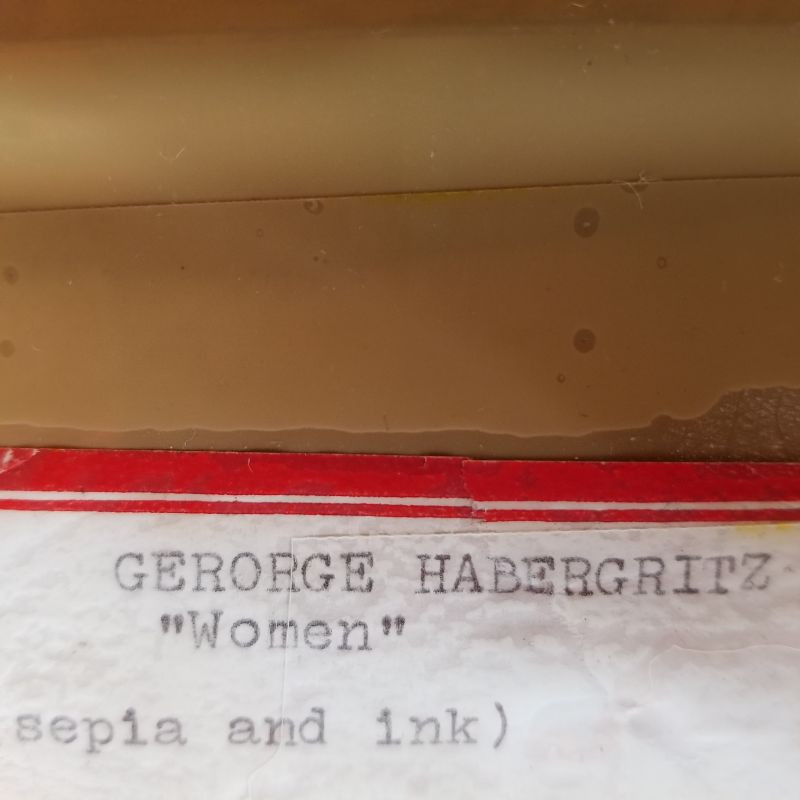 GERORGE HABERGRITZ
"Women"
sepia and ink)